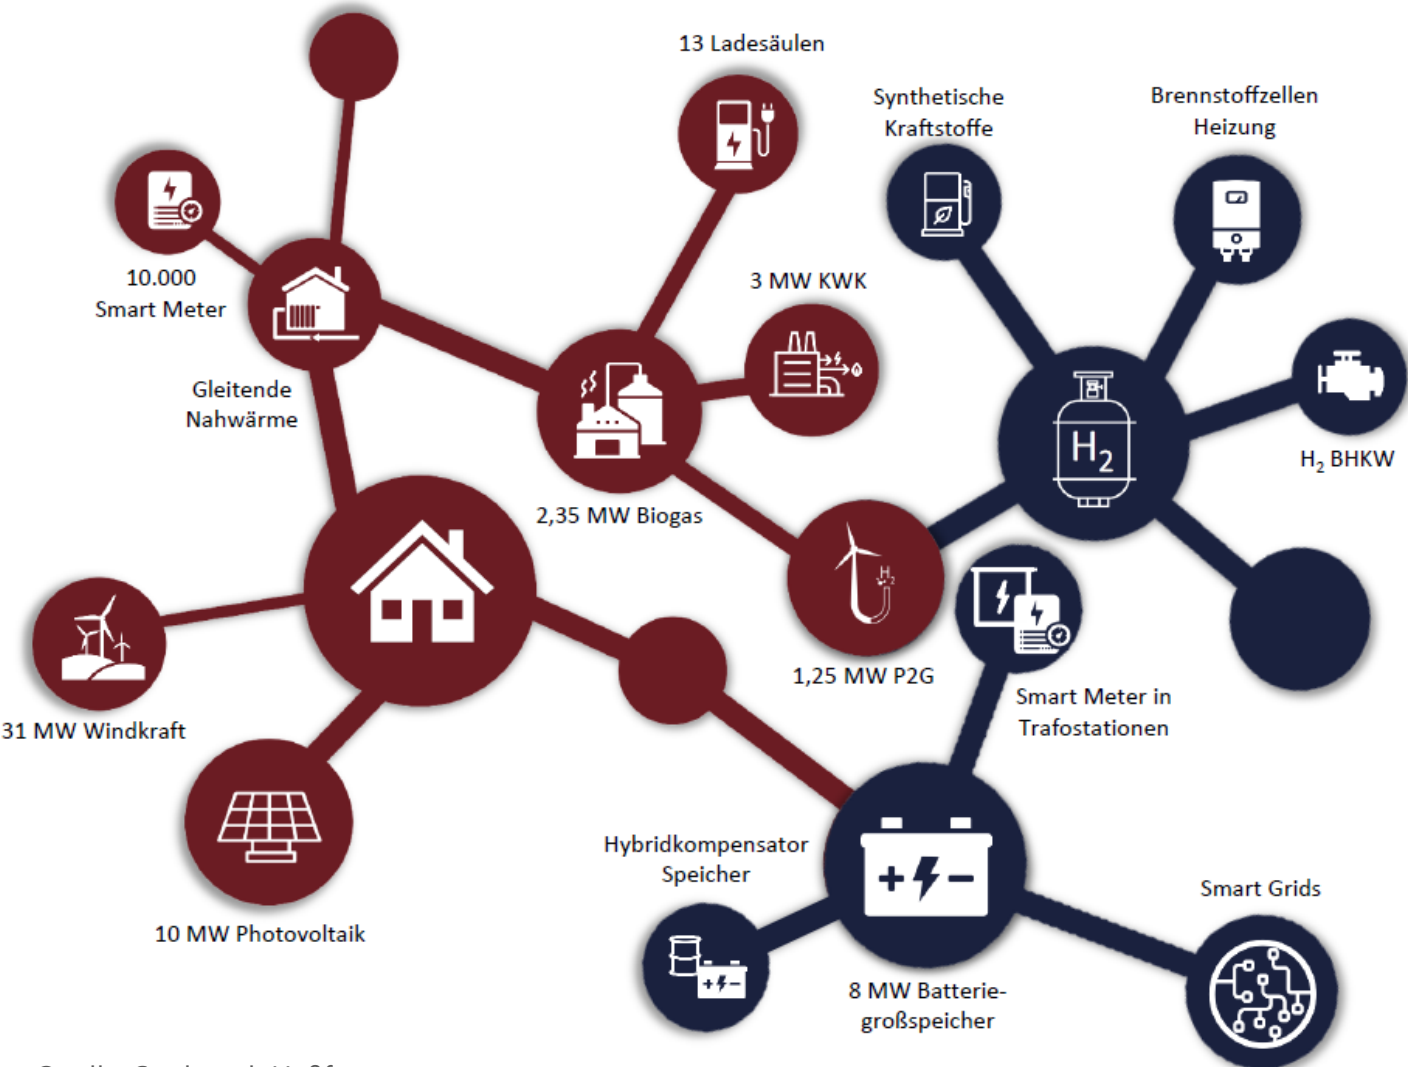 13 Ladesäulen
Synthetische
Kraftstoffe
Brennstoffzellen
Heizung
10.000
Smart Meter
3 MW KWK
Gleitende
Nahwärme
H₂
H₂ BHKW
2,35 MW Biogas
H₂
1,25 MW P2G
Smart Meter in
Trafostationen
31 MW Windkraft
10 MW Photovoltaik
Hybridkompensator
Speicher
Smart Grids
8 MW Batterie-
großspeicher